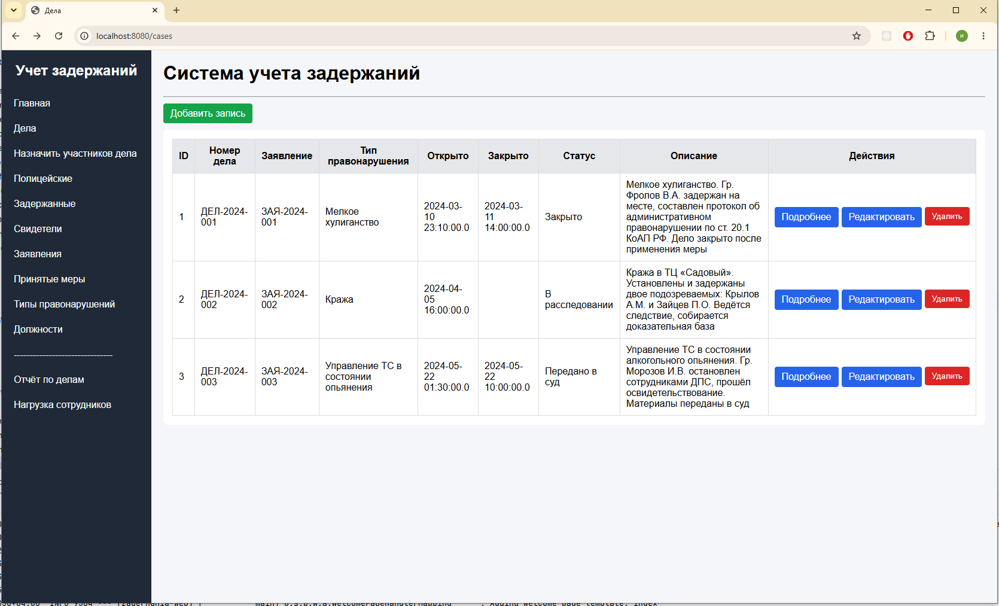 Дела
localhost:8080/cases
и
Учет задержаний
Главная
Дела
Назначить участников дела
Полицейские
Задержанные
Свидетели
Заявления
Принятые меры
Типы правонарушений
Должности
-------------------------------
Отчёт по делам
Нагрузка сотрудников
Система учета задержаний
Добавить запись
ID
Номер
дела
Заявление
Тип
правонарушения
Открыто
Закрыто
Статус
Описание
Действия
1
ДЕЛ-2024-
001
ЗАЯ-2024-
001
Мелкое
хулиганство
2024-03-
10
23:10:00.0
2024-03-
11
14:00:00.0
Закрыто
Мелкое хулиганство. Гр.
Фролов В.А. задержан на
месте, составлен протокол об
административном
правонарушении по ст. 20.1
КоАП РФ. Дело закрыто после
применения меры
Подробнее
Редактировать
Удалить
2
ДЕЛ-2024-
002
ЗАЯ-2024-
002
Кража
2024-04-
05
16:00:00.0
В
расследовании
Кража в ТЦ «Садовый».
Установлены и задержаны
двое подозреваемых: Крылов
А.М. и Зайцев П.О. Ведётся
следствие, собирается
доказательная база
Подробнее
Редактировать
Удалить
3
ДЕЛ-2024-
003
ЗАЯ-2024-
003
Управление ТС в
состоянии
опьянения
2024-05-
22
01:30:00.0
2024-05-
22
10:00:00.0
Передано в
суд
Управление ТС в состоянии
алкогольного опьянения. Гр.
Морозов И.В. остановлен
сотрудниками ДПС, прошёл
освидетельствование.
Материалы переданы в суд
Подробнее
Редактировать
Удалить